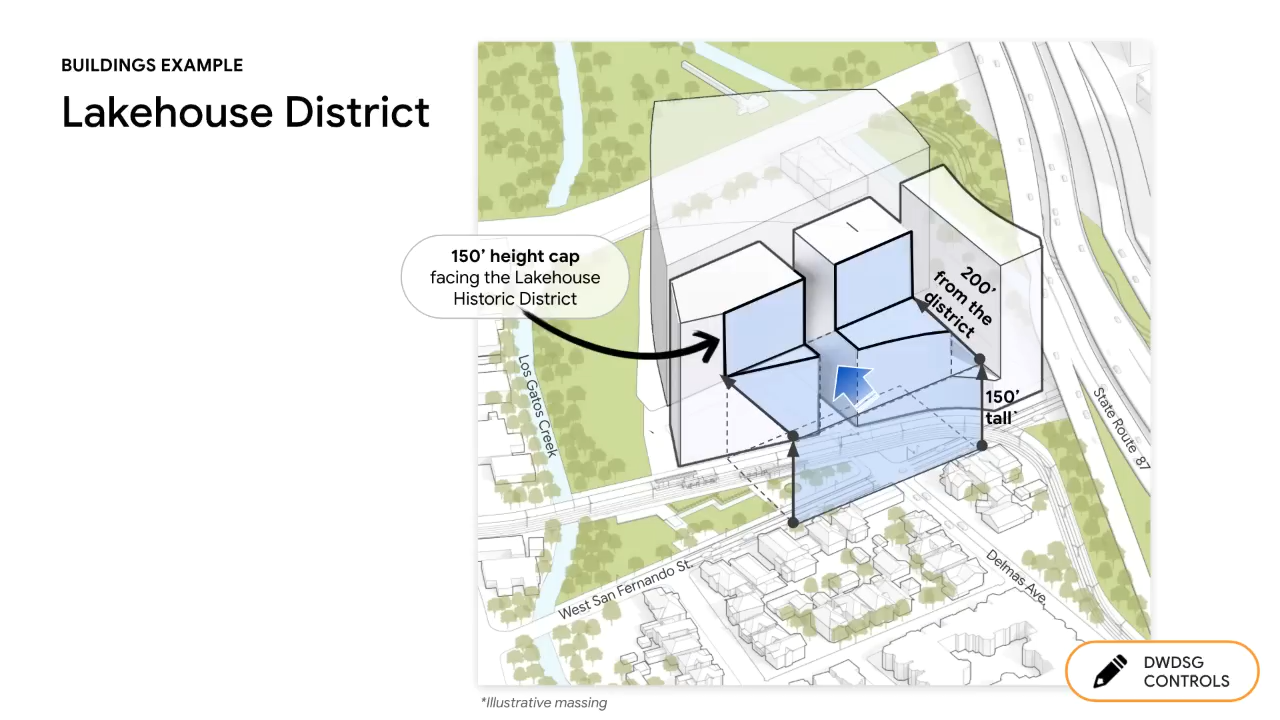 BUILDINGS EXAMPLE
Lakehouse District
150’ height cap
facing the Lakehouse
Historic District
200’
from the
district
150’
tall
Los Gatos Creek
State Route 87
West San Fernando St.
Delmas Ave.
DWDSG
CONTROLS
*Illustrative massing